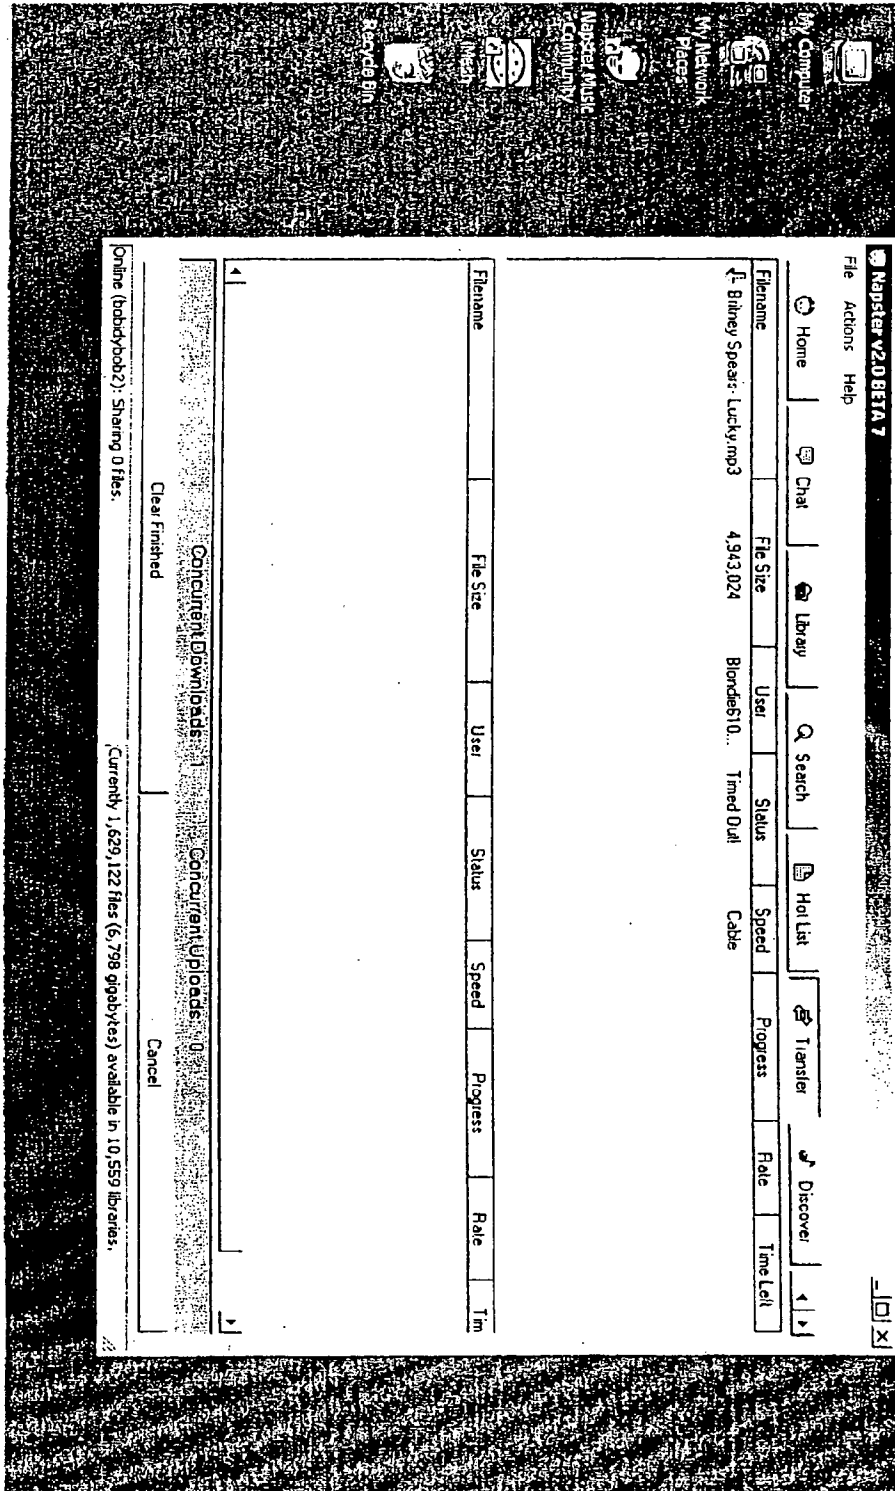 My Computer
My Network
Places
Napster Music
Community
iMesh
Recycle Bin
Napster v2.0 BETA 7
File Actions Help
Home Chat Library Search Hot List Transfer Discover
Filename File Size User Status Speed Progress Rate Time Left
Britney Spears- Lucky.mp3 4,943,024 Blondie610... Timed Out! Cable
Filename File Size User Status Speed Progress Rate Tim
Concurrent Downloads: 1 Concurrent Uploads: 0
Clear Finished Cancel
Online (bobidybob2): Sharing 0 files. Currently 1,629,122 files (6,798 gigabytes) available in 10,559 libraries.